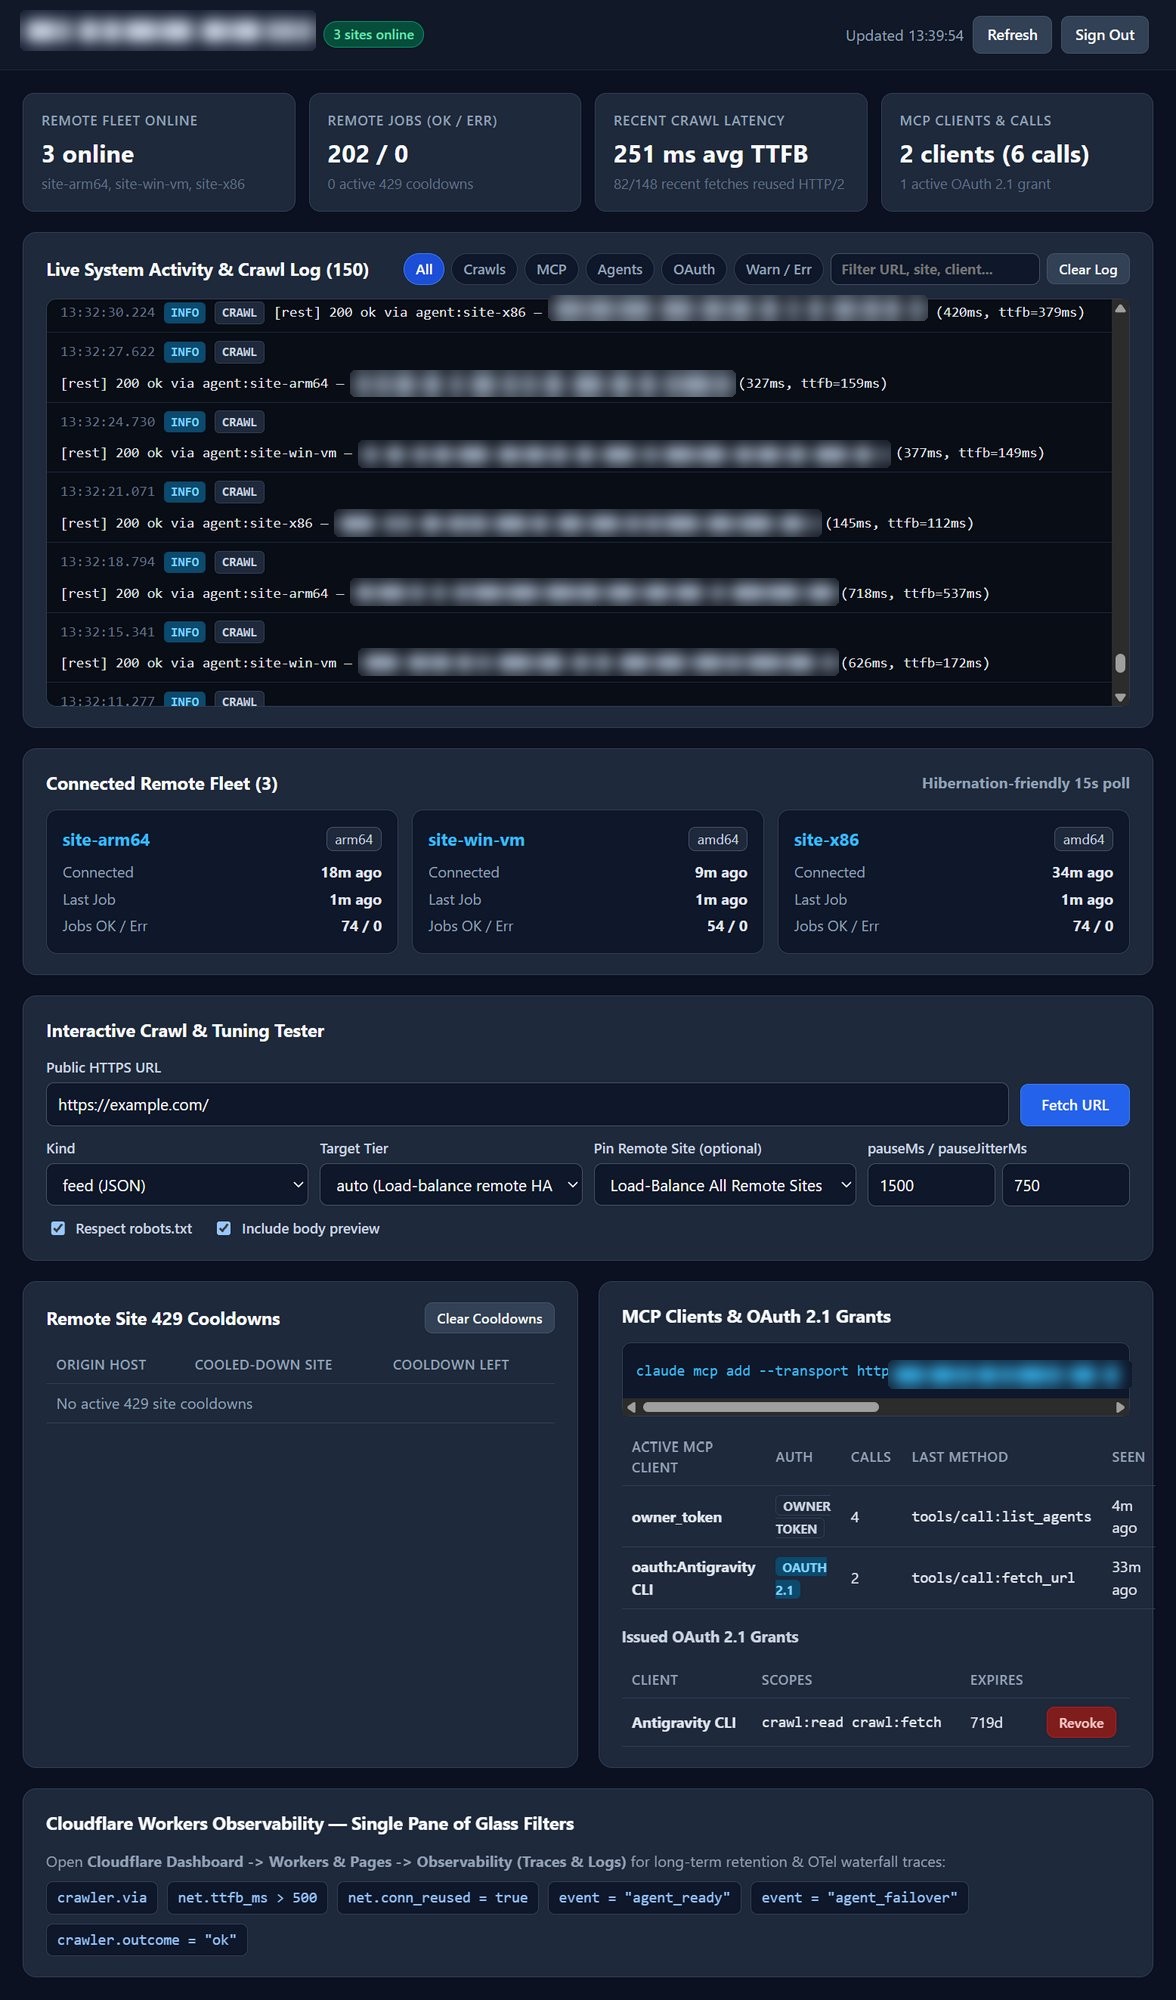 3 sites online
Updated 13:39:54
Refresh
Sign Out
REMOTE FLEET ONLINE
3 online
site-arm64, site-win-vm, site-x86
REMOTE JOBS (OK / ERR)
202 / 0
0 active 429 cooldowns
RECENT CRAWL LATENCY
251 ms avg TTFB
82/148 recent fetches reused HTTP/2
MCP CLIENTS & CALLS
2 clients (6 calls)
1 active OAuth 2.1 grant
Live System Activity & Crawl Log (150)
All
Crawls
MCP
Agents
OAuth
Warn / Err
Filter URL, site, client...
Clear Log
13:32:30.224 INFO CRAWL [rest] 200 ok via agent:site-x86 — (420ms, ttfb=379ms)
13:32:27.622 INFO CRAWL
[rest] 200 ok via agent:site-arm64 — (327ms, ttfb=159ms)
13:32:24.730 INFO CRAWL
[rest] 200 ok via agent:site-win-vm — (377ms, ttfb=149ms)
13:32:21.071 INFO CRAWL
[rest] 200 ok via agent:site-x86 — (145ms, ttfb=112ms)
13:32:18.794 INFO CRAWL
[rest] 200 ok via agent:site-arm64 — (718ms, ttfb=537ms)
13:32:15.341 INFO CRAWL
[rest] 200 ok via agent:site-win-vm — (626ms, ttfb=172ms)
13:32:11.277 INFO CRAWL
Connected Remote Fleet (3)
Hibernation-friendly 15s poll
site-arm64 arm64
Connected 18m ago
Last Job 1m ago
Jobs OK / Err 74 / 0
site-win-vm amd64
Connected 9m ago
Last Job 1m ago
Jobs OK / Err 54 / 0
site-x86 amd64
Connected 34m ago
Last Job 1m ago
Jobs OK / Err 74 / 0
Interactive Crawl & Tuning Tester
Public HTTPS URL
https://example.com/
Fetch URL
Kind
feed (JSON)
Target Tier
auto (Load-balance remote HA
Pin Remote Site (optional)
Load-Balance All Remote Sites
pauseMs / pauseJitterMs
1500
750
Respect robots.txt
Include body preview
Remote Site 429 Cooldowns
Clear Cooldowns
ORIGIN HOST COOLED-DOWN SITE COOLDOWN LEFT
No active 429 site cooldowns
MCP Clients & OAuth 2.1 Grants
claude mcp add --transport http
ACTIVE MCP
CLIENT
AUTH
CALLS
LAST METHOD
SEEN
owner_token
OWNER
TOKEN
4
tools/call:list_agents
4m
ago
oauth:Antigravity
CLI
OAUTH
2.1
2
tools/call:fetch_url
33m
ago
Issued OAuth 2.1 Grants
CLIENT SCOPES EXPIRES
Antigravity CLI crawl:read crawl:fetch 719d Revoke
Cloudflare Workers Observability — Single Pane of Glass Filters
Open Cloudflare Dashboard -> Workers & Pages -> Observability (Traces & Logs) for long-term retention & OTel waterfall traces:
crawler.via
net.ttfb_ms > 500
net.conn_reused = true
event = "agent_ready"
event = "agent_failover"
crawler.outcome = "ok"